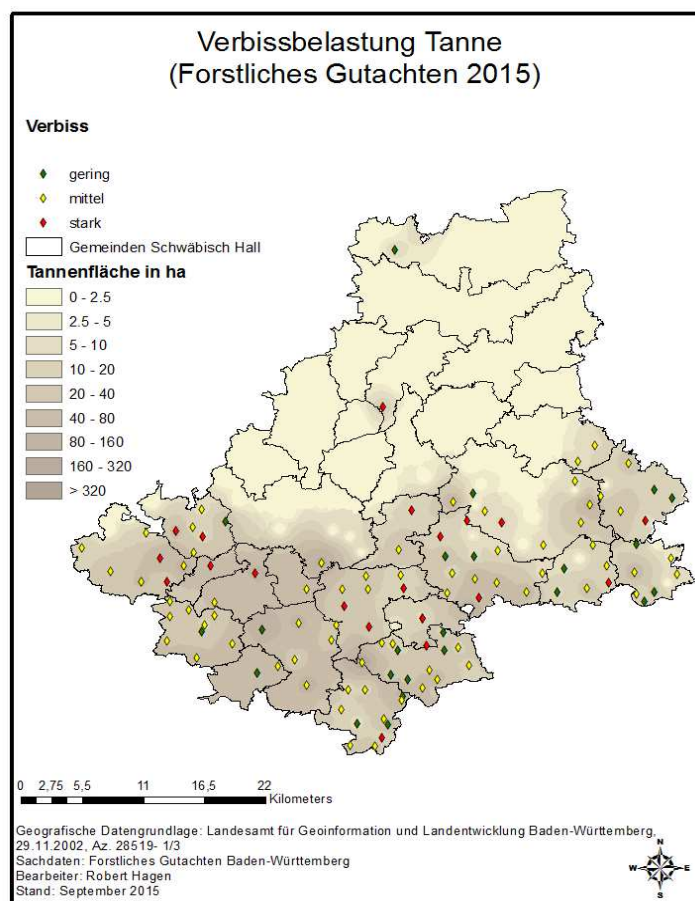 Verbissbelastung Tanne
(Forstliches Gutachten 2015)
Verbiss
gering
mittel
stark
Gemeinden Schwäbisch Hall
Tannenfläche in ha
0 - 2.5
2.5 - 5
5 - 10
10 - 20
20 - 40
40 - 80
80 - 160
160 - 320
> 320
0 2,75 5,5 11 16,5 22
Kilometers
Geografische Datengrundlage: Landesamt für Geoinformation und Landentwicklung Baden-Württemberg,
29.11.2002, Az. 28519- 1/3
Sachdaten: Forstliches Gutachten Baden-Württemberg
Bearbeiter: Robert Hagen
Stand: September 2015
N
W E
S